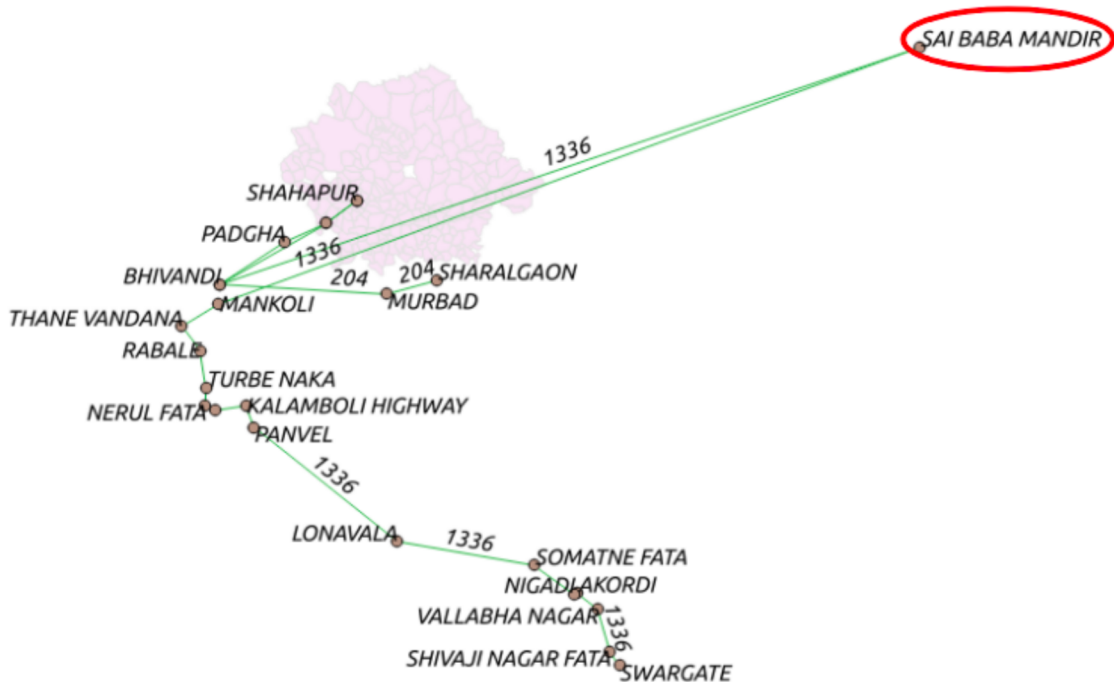 SAI BABA MANDIR
1336
SHAHAPUR
PADGHA
1336
BHIVANDI
204
204
SHARALGAON
MURBAD
MANKOLI
THANE VANDANA
RABALE
TURBE NAKA
NERUL FATA
KALAMBOLI HIGHWAY
PANVEL
1336
LONAVALA
1336
SOMATNE FATA
NIGADI
AKORDI
VALLABHA NAGAR
1336
SHIVAJI NAGAR FATA
SWARGATE